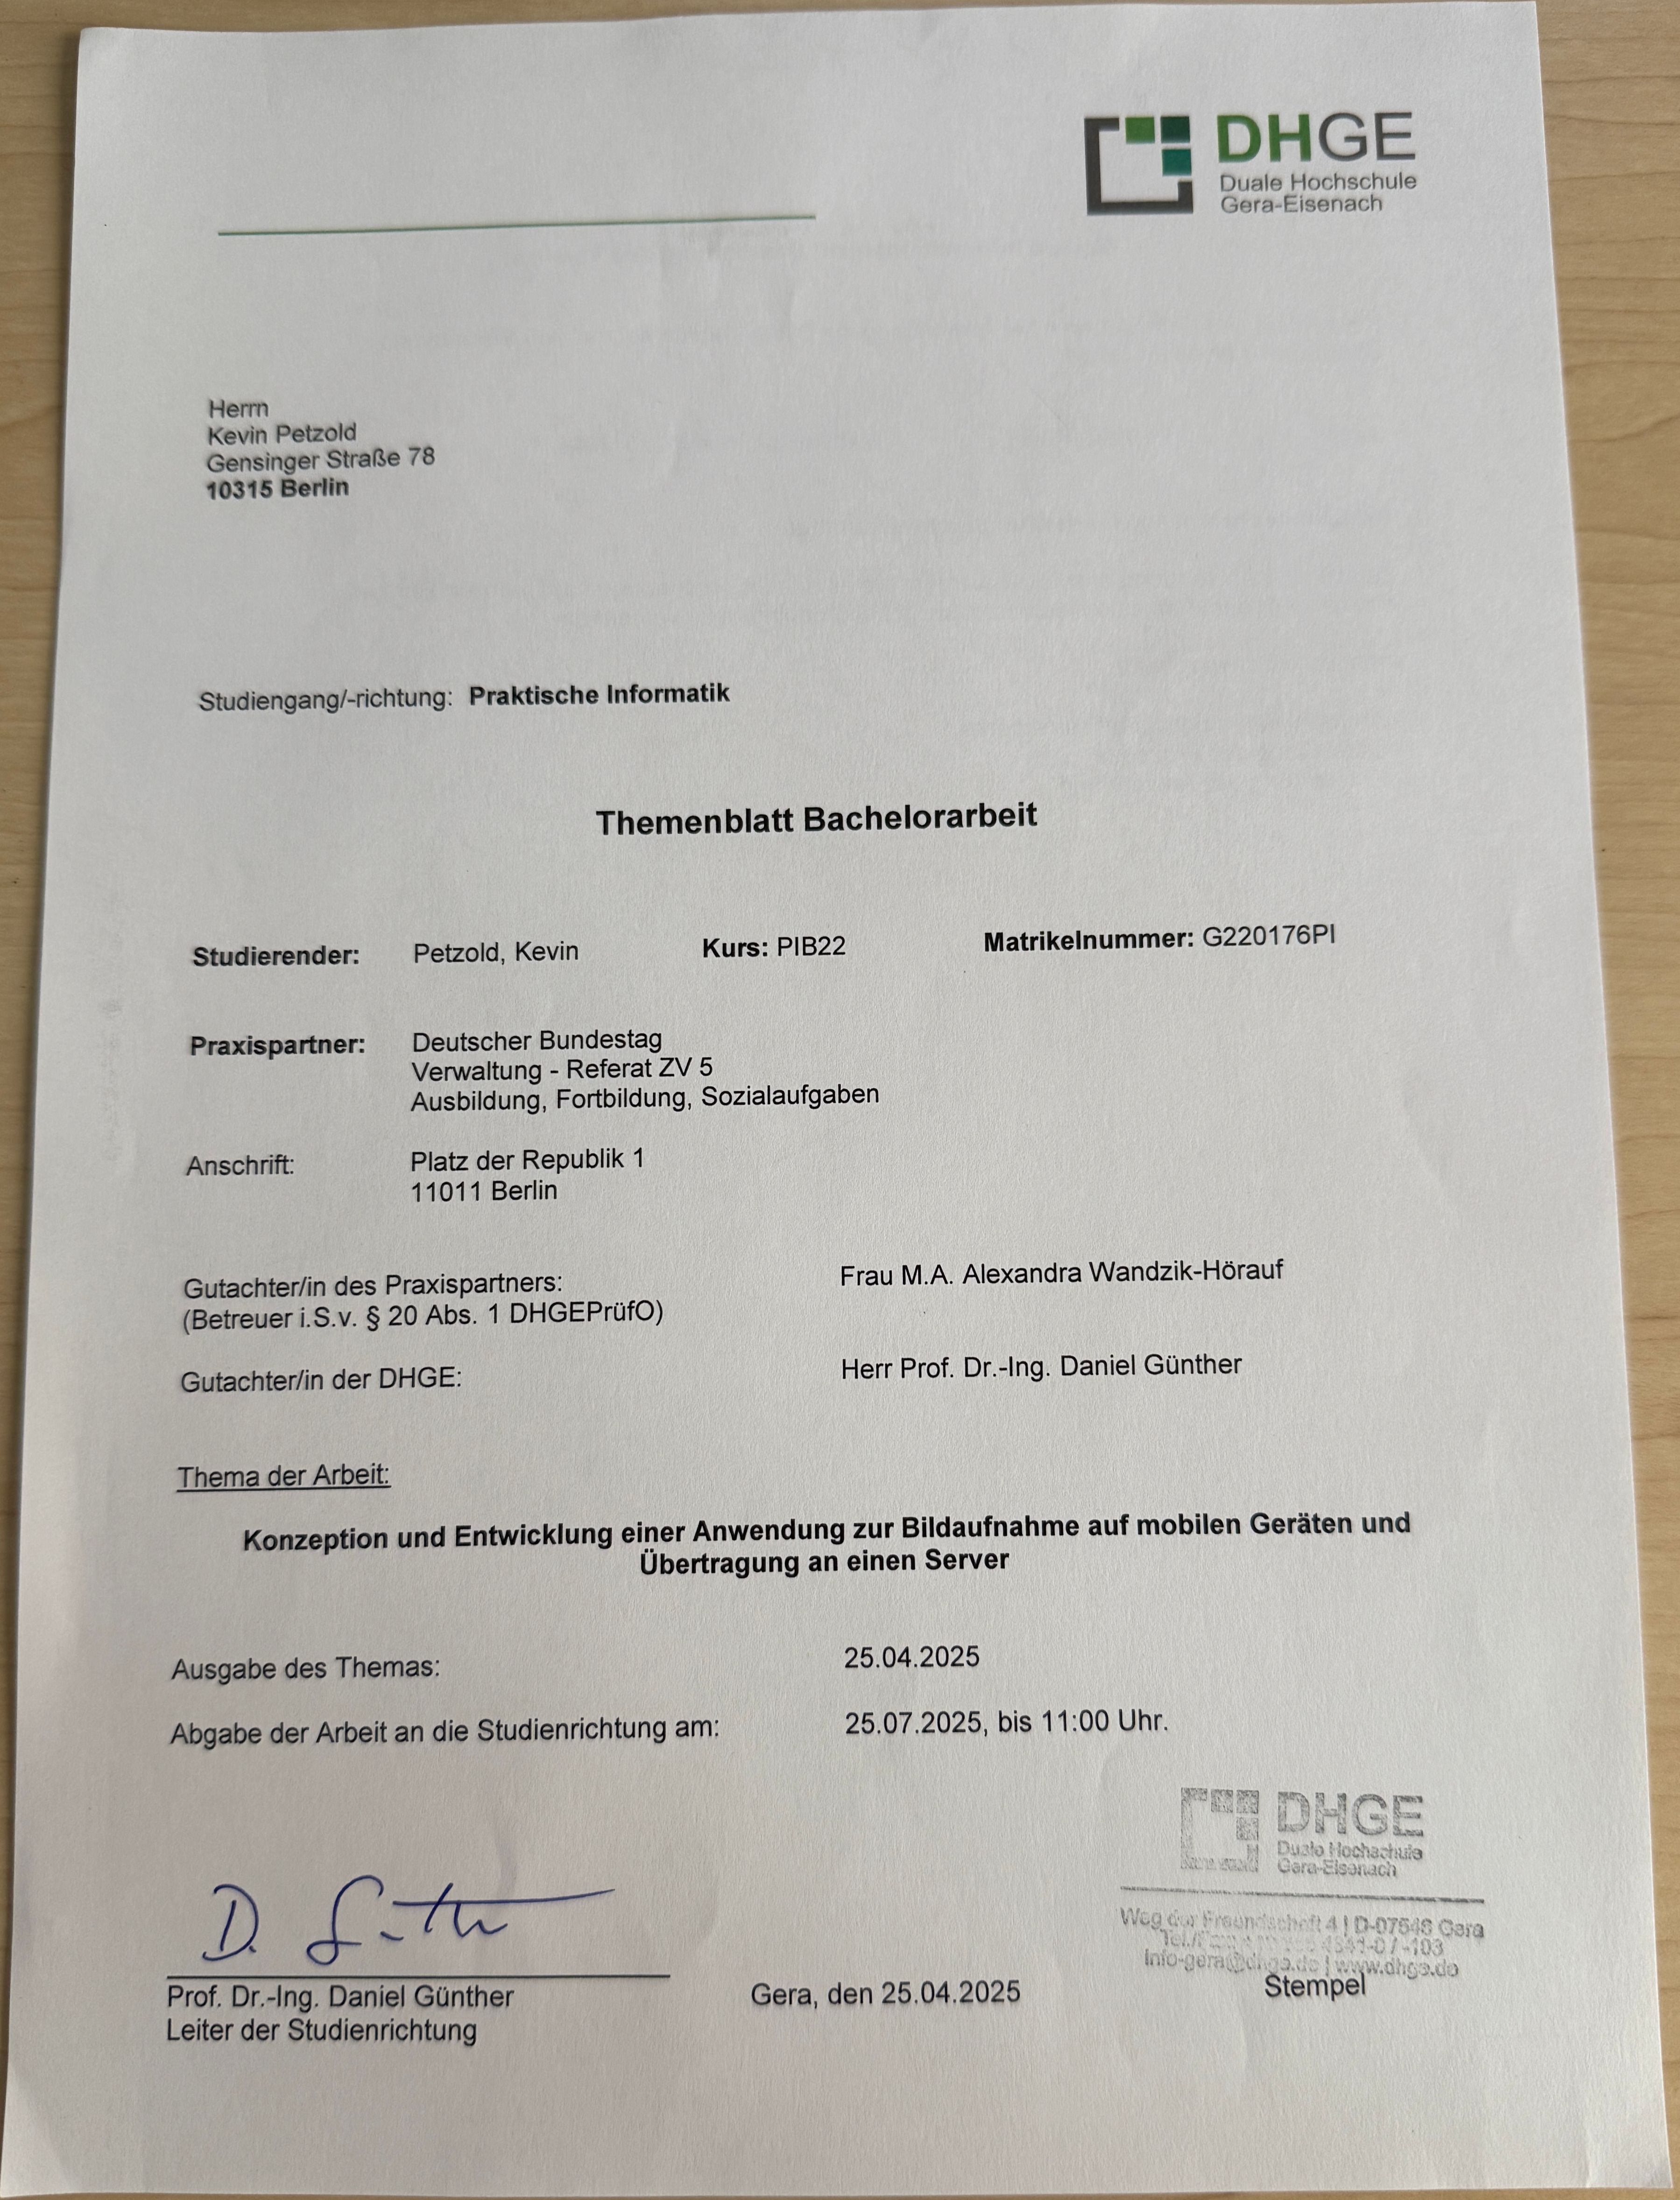 DHGE
Duale Hochschule
Gera-Eisenach
Herrn
Kevin Petzold
Gensinger Straße 78
10315 Berlin
Studiengang/-richtung: Praktische Informatik
Themenblatt Bachelorarbeit
Studierender: Petzold, Kevin Kurs: PIB22 Matrikelnummer: G220176PI
Praxispartner: Deutscher Bundestag
Verwaltung - Referat ZV 5
Ausbildung, Fortbildung, Sozialaufgaben
Anschrift: Platz der Republik 1
11011 Berlin
Gutachter/in des Praxispartners: Frau M.A. Alexandra Wandzik-Hörauf
(Betreuer i.S.v. § 20 Abs. 1 DHGEPrüfO)
Gutachter/in der DHGE: Herr Prof. Dr.-Ing. Daniel Günther
Thema der Arbeit:
Konzeption und Entwicklung einer Anwendung zur Bildaufnahme auf mobilen Geräten und
Übertragung an einen Server
Ausgabe des Themas: 25.04.2025
Abgabe der Arbeit an die Studienrichtung am: 25.07.2025, bis 11:00 Uhr.
DHGE
Duale Hochschule
Gera-Eisenach
Weg der Freundschaft 4 | D-07546 Gera
4341-0 / -103
info-gera@dhge.de | www.dhge.de
Stempel
D.
Prof. Dr.-Ing. Daniel Günther Gera, den 25.04.2025
Leiter der Studienrichtung